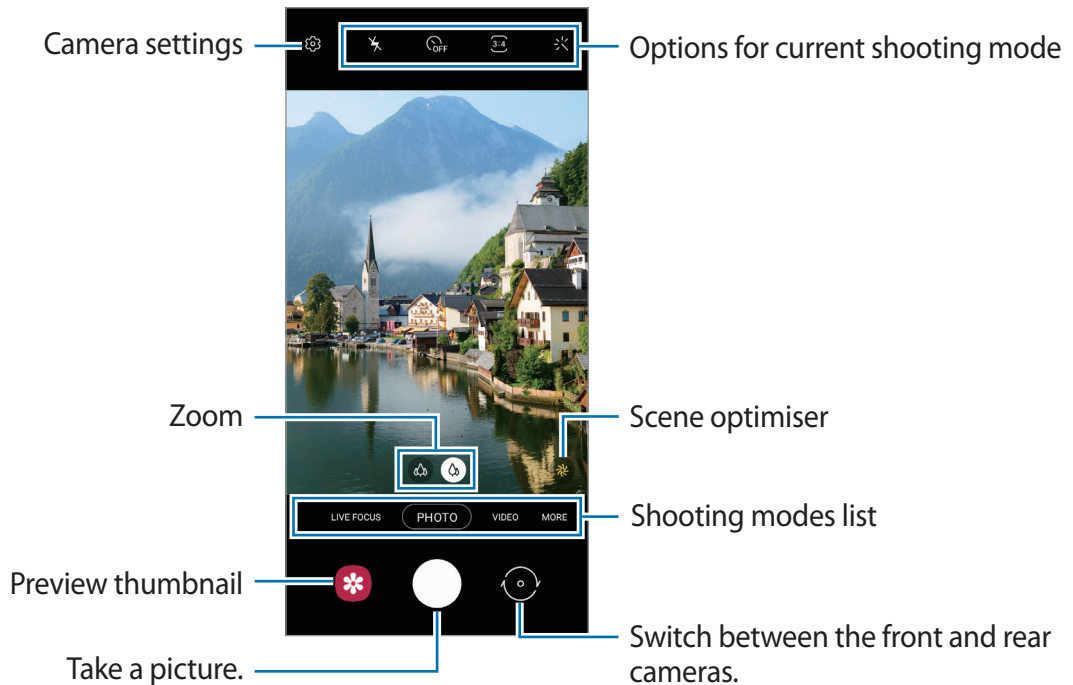 Camera settings
OFF
3:4
Options for current shooting mode
Zoom
Scene optimiser
LIVE FOCUS PHOTO VIDEO MORE
Shooting modes list
Preview thumbnail
Take a picture.
Switch between the front and rear
cameras.